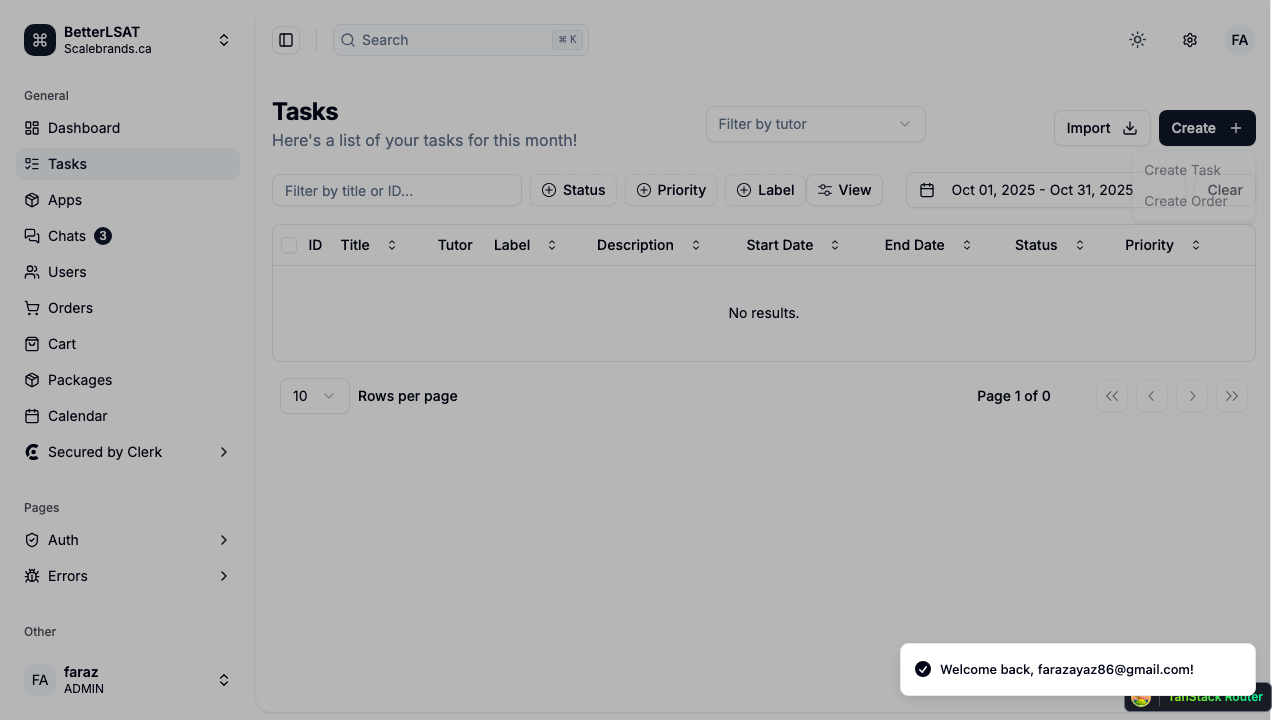 BetterLSAT
Scalebrands.ca
General
Dashboard
Tasks
Apps
Chats 3
Users
Orders
Cart
Packages
Calendar
Secured by Clerk
Pages
Auth
Errors
Other
FA
faraz
ADMIN
Search ⌘ K
FA
Tasks
Here's a list of your tasks for this month!
Filter by tutor
Import
Create
Create Task
Create Order
Filter by title or ID...
Status
Priority
Label
View
Oct 01, 2025 - Oct 31, 2025
Clear
ID Title Tutor Label Description Start Date End Date Status Priority
No results.
10 Rows per page
Page 1 of 0
Welcome back, farazayaz86@gmail.com!
TanStack Router